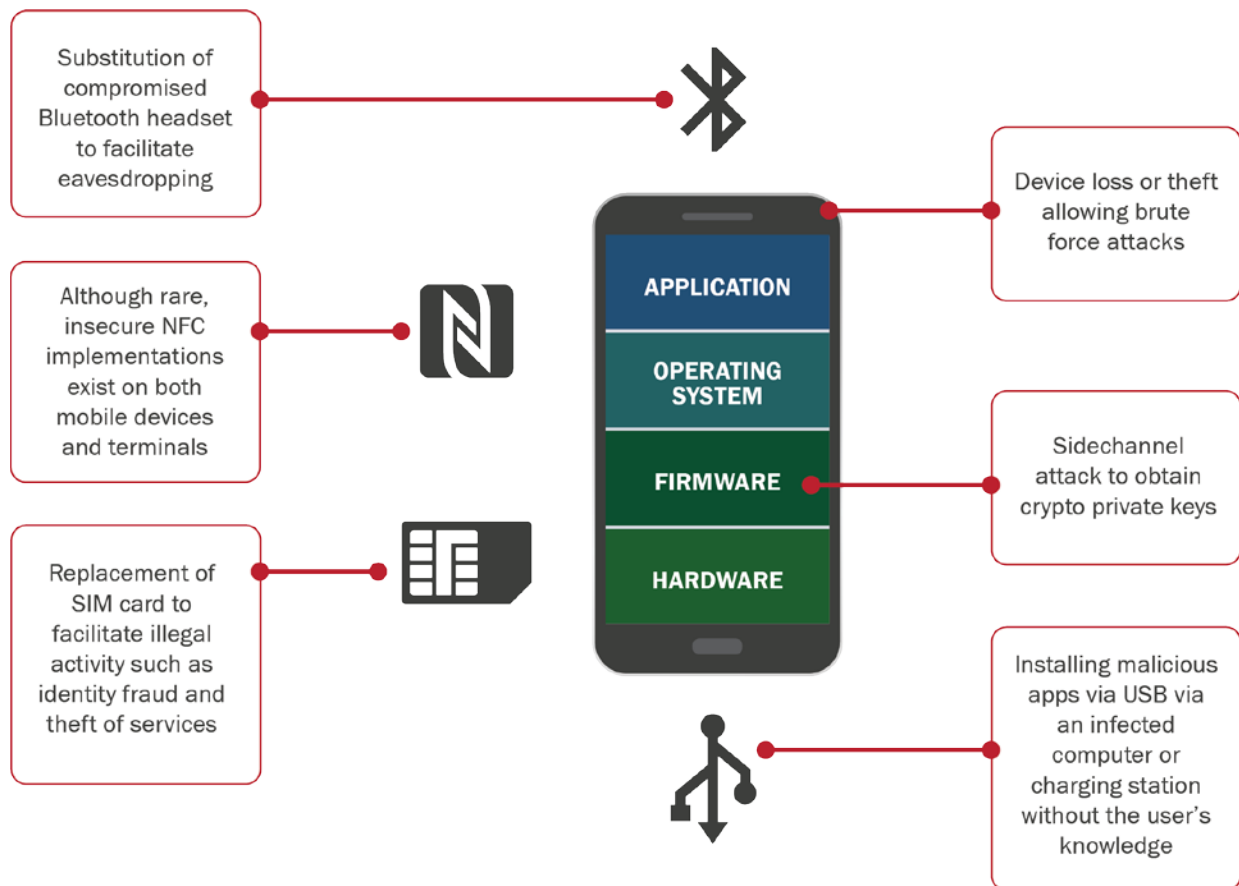 Substitution of
compromised
Bluetooth headset
to facilitate
eavesdropping
Although rare,
insecure NFC
implementations
exist on both
mobile devices
and terminals
Replacement of
SIM card to
facilitate illegal
activity such as
identity fraud and
theft of services
APPLICATION
OPERATING
SYSTEM
FIRMWARE
HARDWARE
Device loss or theft
allowing brute
force attacks
Sidechannel
attack to obtain
crypto private keys
Installing malicious
apps via USB via
an infected
computer or
charging station
without the user's
knowledge